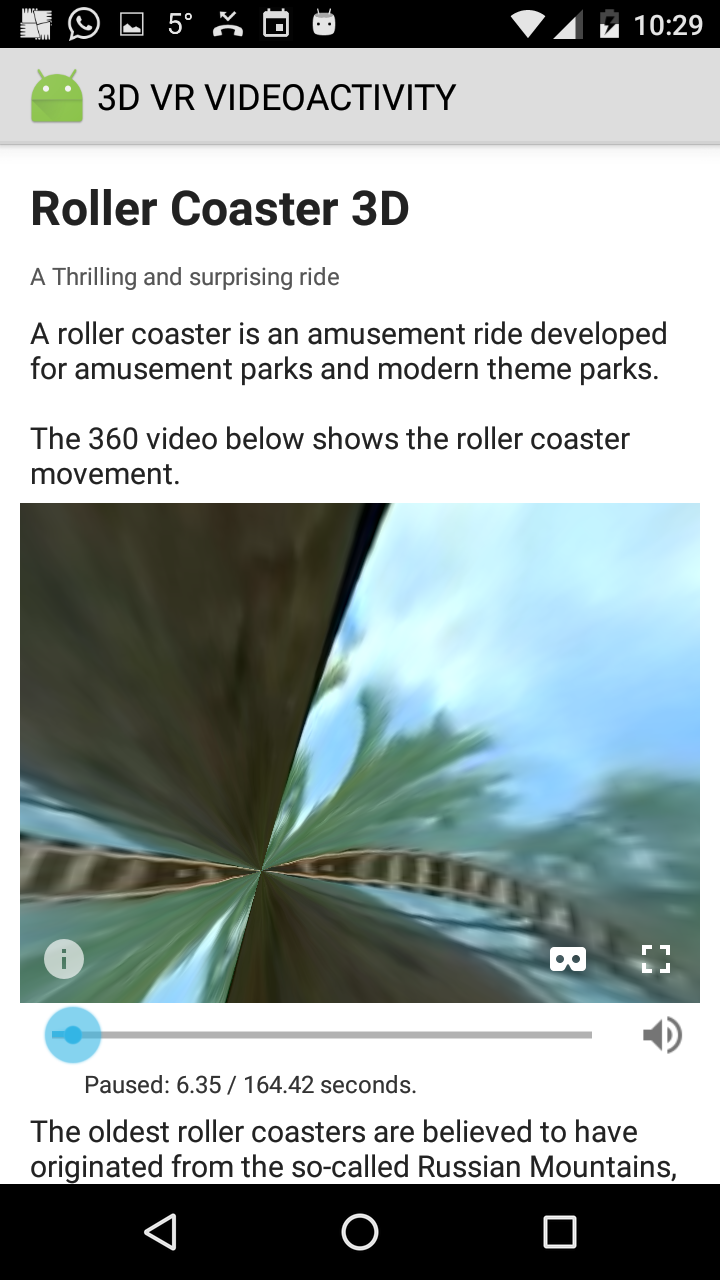 5° 10:29
3D VR VIDEOACTIVITY
Roller Coaster 3D
A Thrilling and surprising ride
A roller coaster is an amusement ride developed
for amusement parks and modern theme parks.
The 360 video below shows the roller coaster
movement.
Paused: 6.35 / 164.42 seconds.
The oldest roller coasters are believed to have
originated from the so-called Russian Mountains,